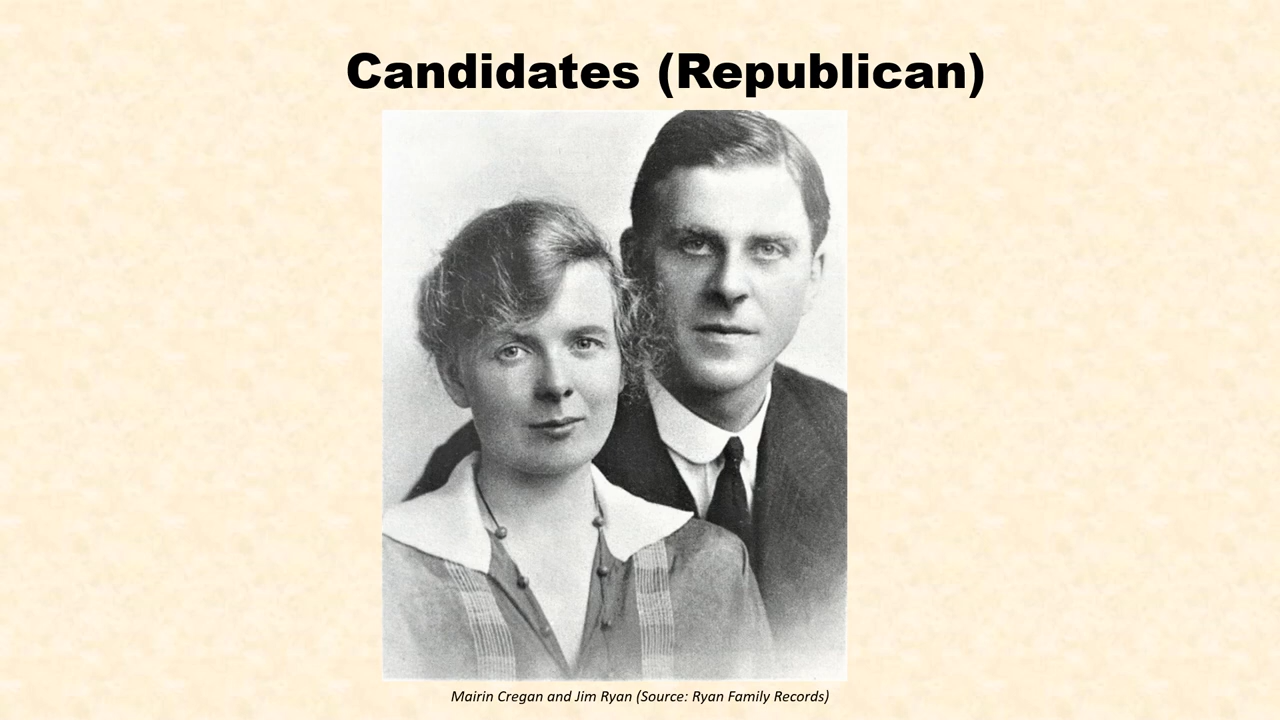 Candidates (Republican)
Mairin Cregan and Jim Ryan (Source: Ryan Family Records)